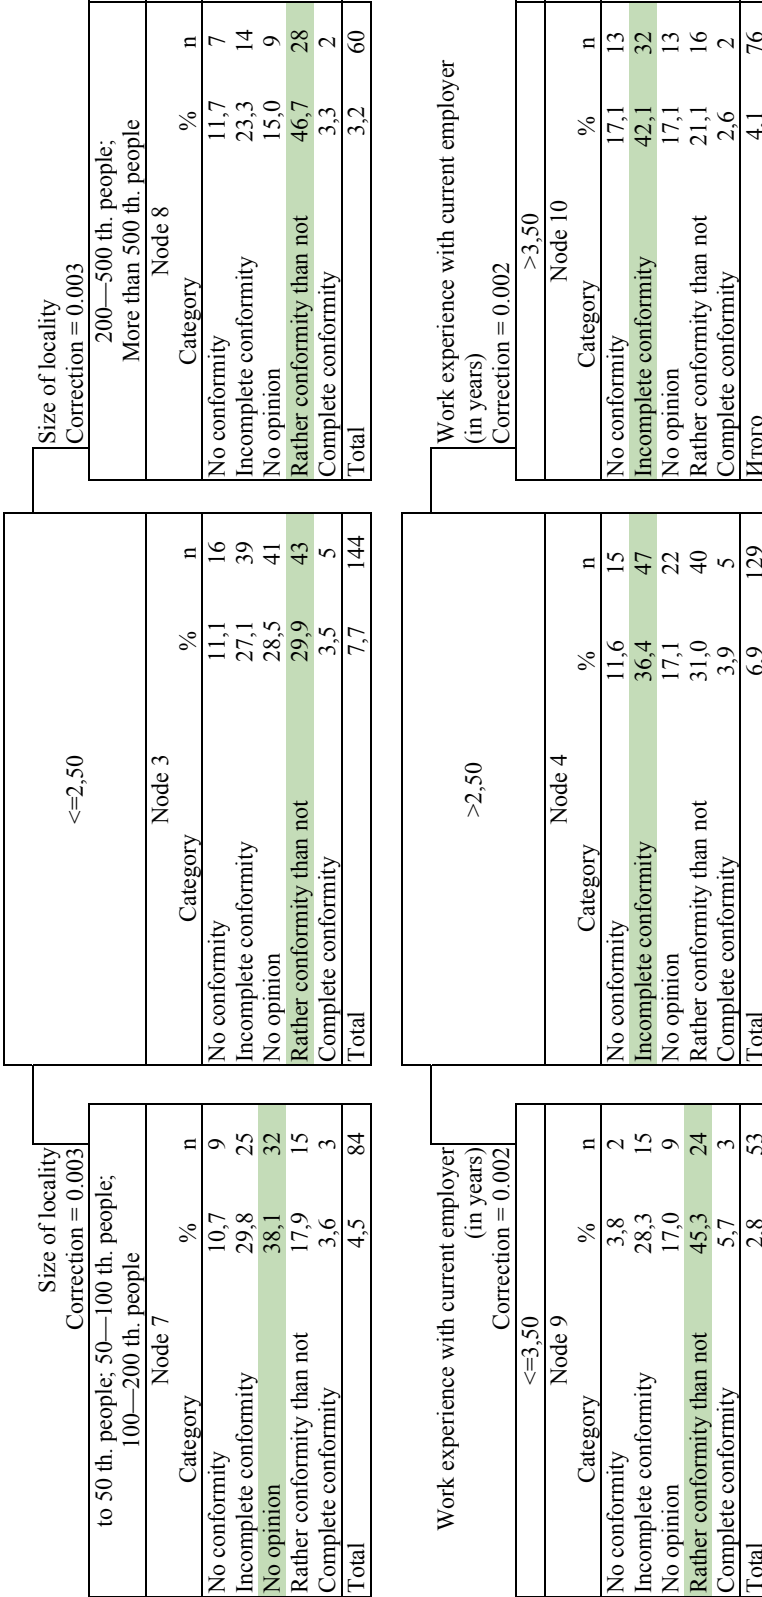 <=2,50
Node 3
Category % n
No conformity 11,1 16
Incomplete conformity 27,1 39
No opinion 28,5 41
Rather conformity than not 29,9 43
Complete conformity 3,5 5
Total 7,7 144
Size of locality
Correction = 0.003
to 50 th. people; 50—100 th. people;
100—200 th. people
Node 7
Category % n
No conformity 10,7 9
Incomplete conformity 29,8 25
No opinion 38,1 32
Rather conformity than not 17,9 15
Complete conformity 3,6 3
Total 4,5 84
Size of locality
Correction = 0.003
200—500 th. people;
More than 500 th. people
Node 8
Category % n
No conformity 11,7 7
Incomplete conformity 23,3 14
No opinion 15,0 9
Rather conformity than not 46,7 28
Complete conformity 3,3 2
Total 3,2 60
>2,50
Node 4
Category % n
No conformity 11,6 15
Incomplete conformity 36,4 47
No opinion 17,1 22
Rather conformity than not 31,0 40
Complete conformity 3,9 5
Total 6,9 129
Work experience with current employer
(in years)
Correction = 0.002
<=3,50
Node 9
Category % n
No conformity 3,8 2
Incomplete conformity 28,3 15
No opinion 17,0 9
Rather conformity than not 45,3 24
Complete conformity 5,7 3
Total 2,8 53
Work experience with current employer
(in years)
Correction = 0.002
>3,50
Node 10
Category % n
No conformity 17,1 13
Incomplete conformity 42,1 32
No opinion 17,1 13
Rather conformity than not 21,1 16
Complete conformity 2,6 2
Итого 4,1 76